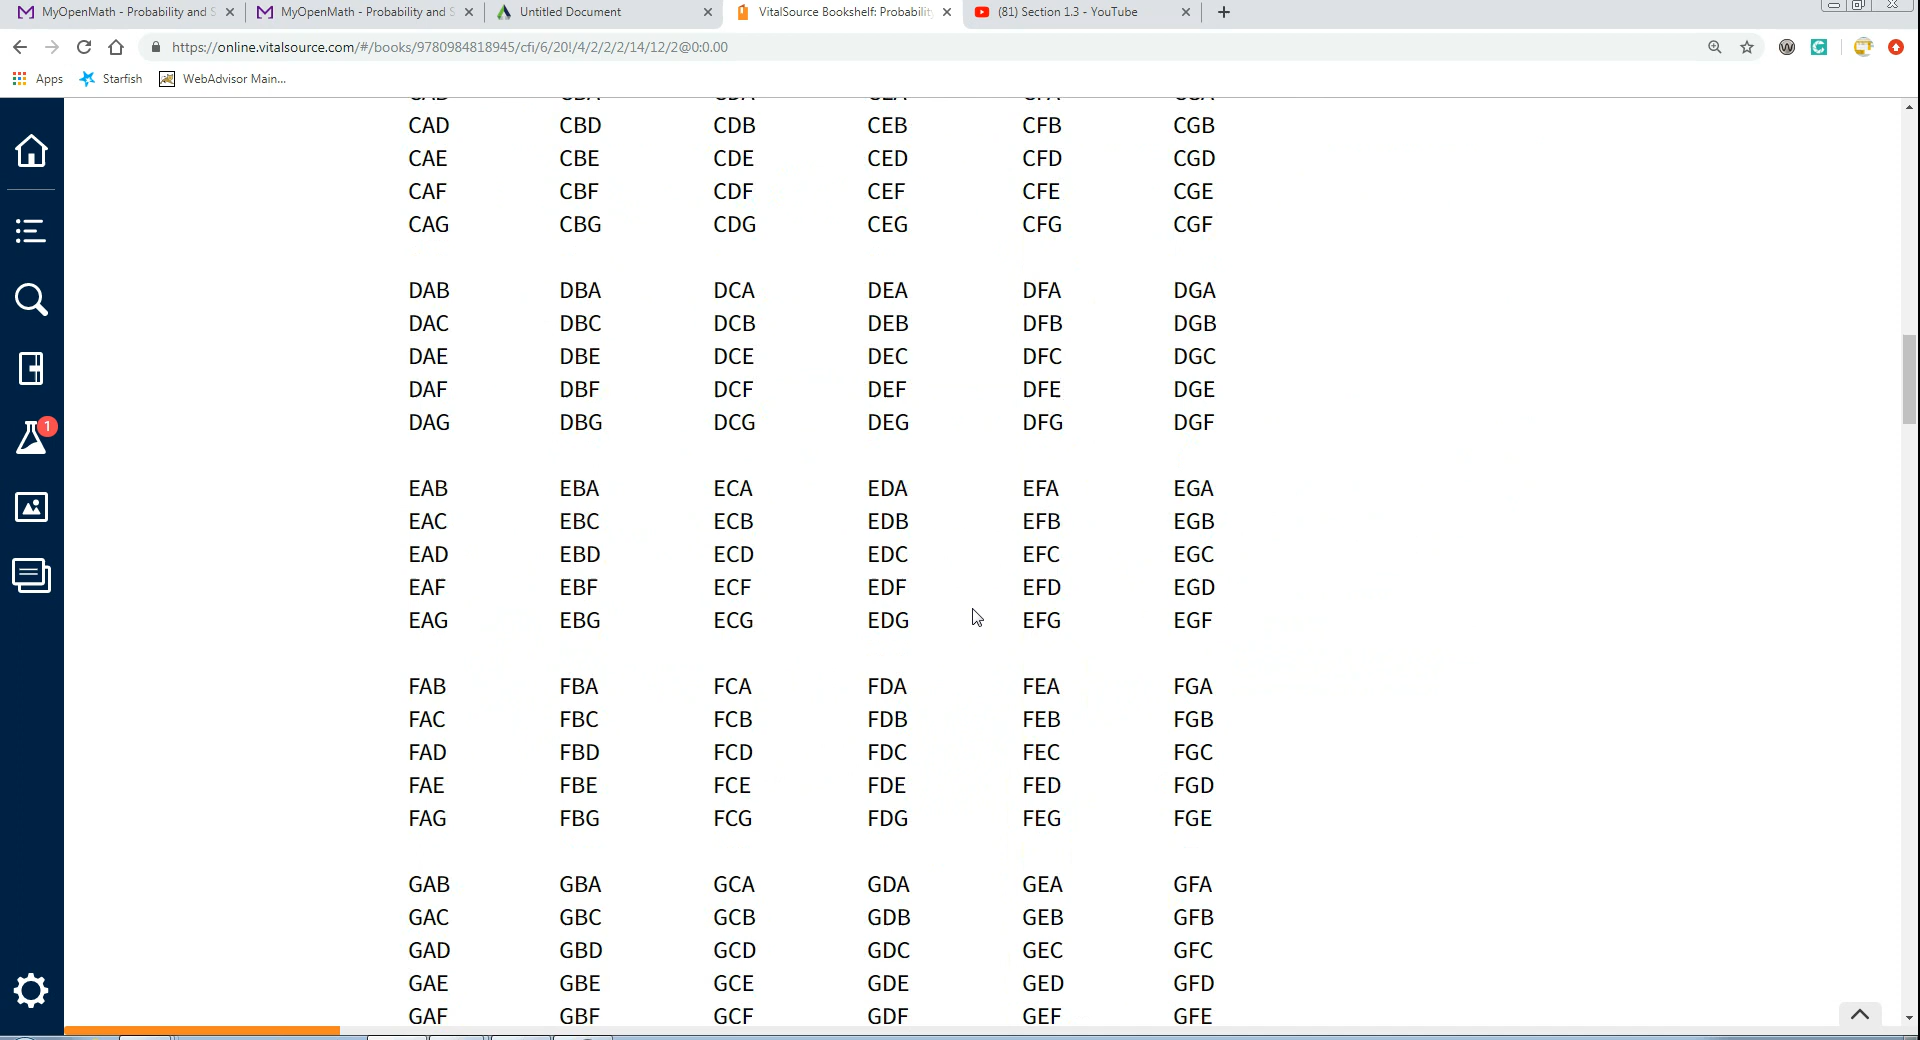 MyOpenMath - Probability and S
MyOpenMath - Probability and S
Untitled Document
VitalSource Bookshelf: Probability
(81) Section 1.3 - YouTube
https://online.vitalsource.com/#/books/9780984818945/cfi/6/20!/4/2/2/2/14/12/2@0:0.00
Apps Starfish WebAdvisor Main...
CAD CBD CDB CEB CFB CGB
CAE CBE CDE CED CFD CGD
CAF CBF CDF CEF CFE CGE
CAG CBG CDG CEG CFG CGF
DAB DBA DCA DEA DFA DGA
DAC DBC DCB DEB DFB DGB
DAE DBE DCE DEC DFC DGC
DAF DBF DCF DEF DFE DGE
DAG DBG DCG DEG DFG DGF
EAB EBA ECA EDA EFA EGA
EAC EBC ECB EDB EFB EGB
EAD EBD ECD EDC EFC EGC
EAF EBF ECF EDF EFD EGD
EAG EBG ECG EDG EFG EGF
FAB FBA FCA FDA FEA FGA
FAC FBC FCB FDB FEB FGB
FAD FBD FCD FDC FEC FGC
FAE FBE FCE FDE FED FGD
FAG FBG FCG FDG FEG FGE
GAB GBA GCA GDA GEA GFA
GAC GBC GCB GDB GEB GFB
GAD GBD GCD GDC GEC GFC
GAE GBE GCE GDE GED GFD
GAF GBF GCF GDF GEF GFE
1